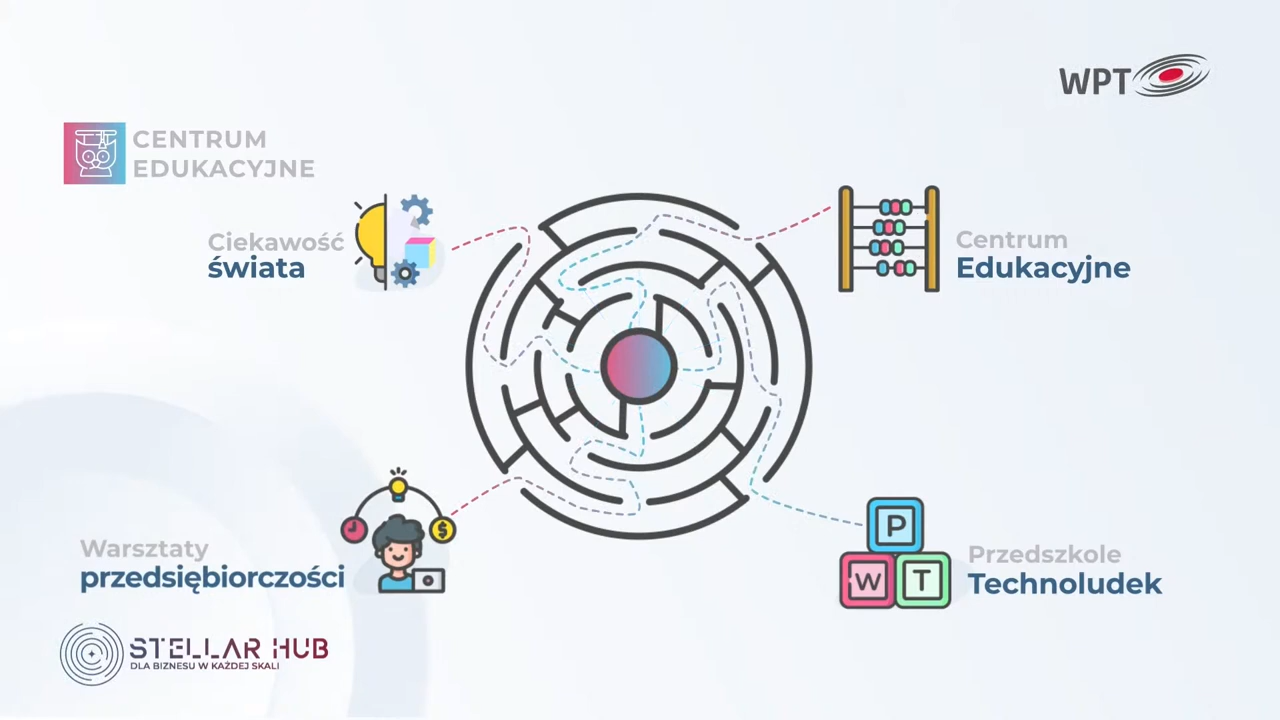 WPT
CENTRUM
EDUKACYJNE
Ciekawość
świata
Centrum
Edukacyjne
Warsztaty
przedsiębiorczości
P
W T
Przedszkole
Technoludek
STELLAR HUB
DLA BIZNESU W KAŻDEJ SKALI